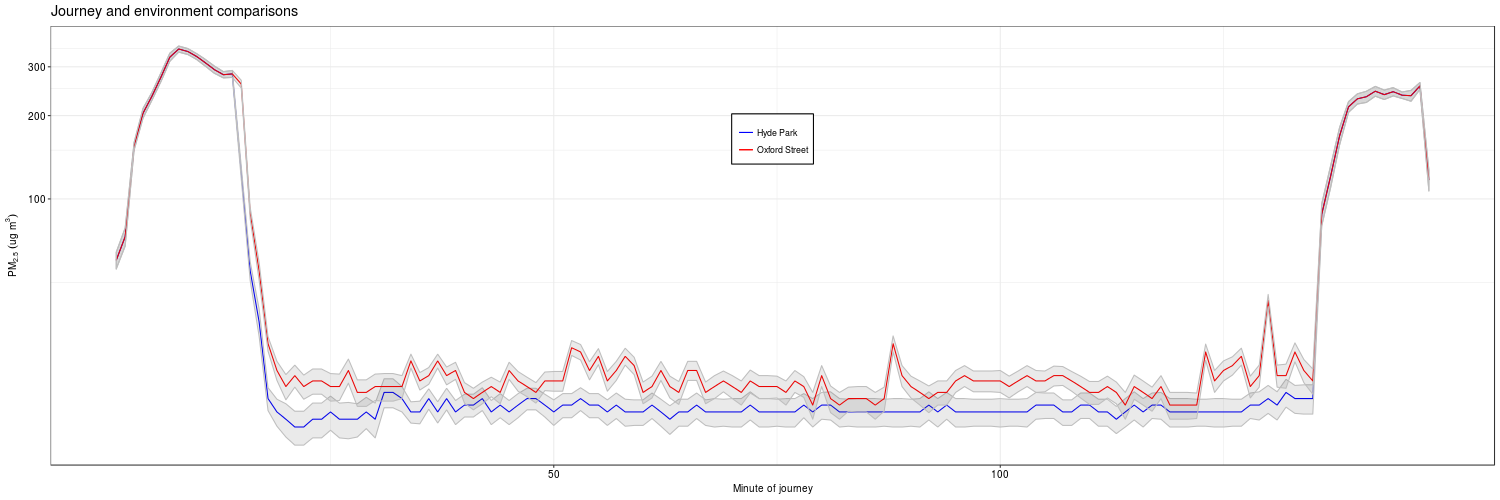 Journey and environment comparisons
300
200
100
PM2.5 (ug m3)
Hyde Park
Oxford Street
50
100
Minute of journey